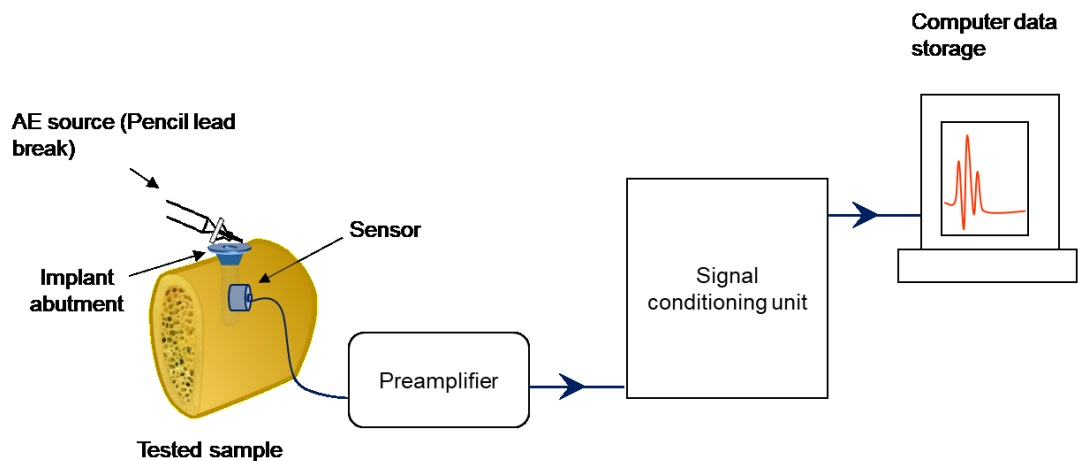 Computer data
storage
AE source (Pencil lead
break)
Sensor
Implant
abutment
Signal
conditioning unit
Preamplifier
Tested sample